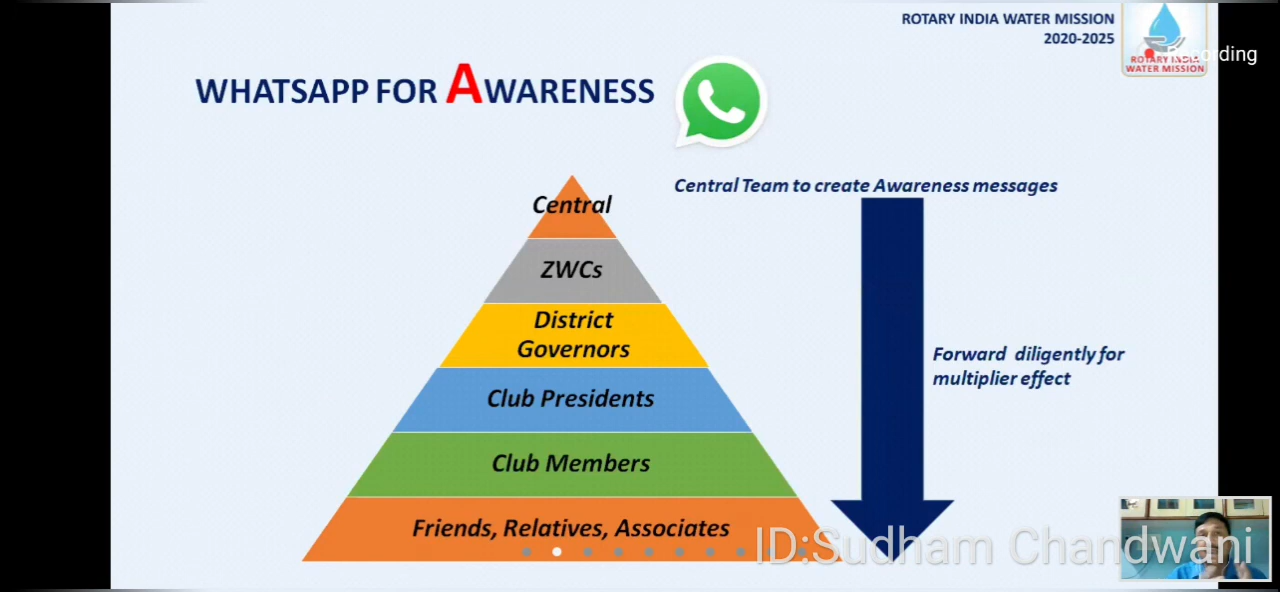 ROTARY INDIA WATER MISSION
2020-2025
Recording
ROTARY INDIA
WATER MISSION
WHATSAPP FOR AWARENESS
Central Team to create Awareness messages
Central
ZWCs
District
Governors
Forward diligently for
multiplier effect
Club Presidents
Club Members
Friends, Relatives, Associates
ID:Sudham Chandwani